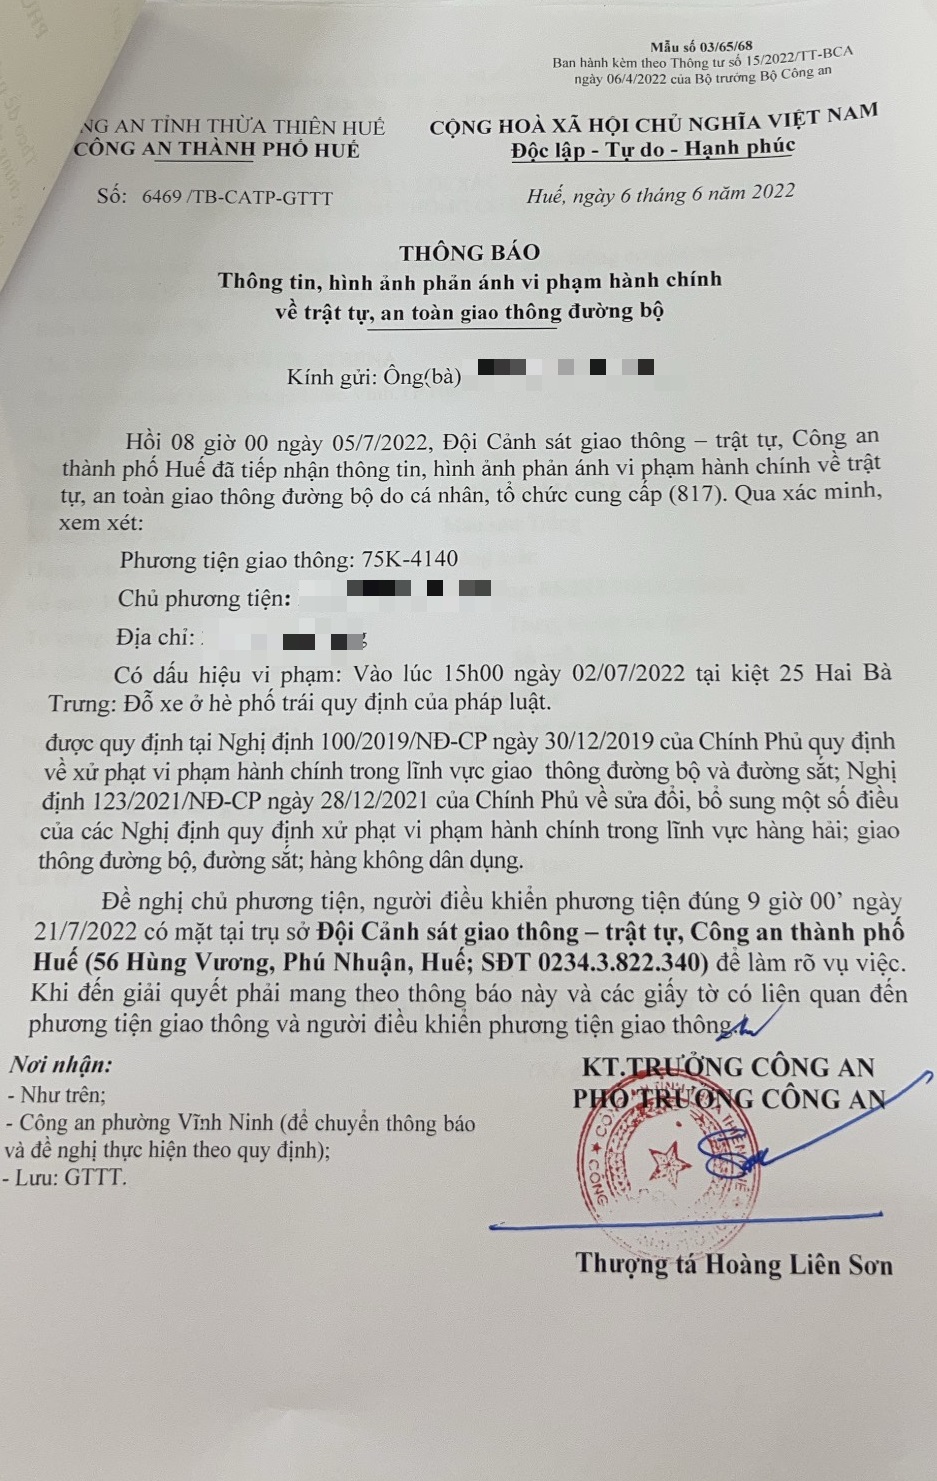 Mẫu số 03/65/68
Ban hành kèm theo Thông tư số 15/2022/TT-BCA
ngày 06/4/2022 của Bộ trưởng Bộ Công an
NG AN TỈNH THỪA THIÊN HUẾ
CÔNG AN THÀNH PHỐ HUẾ
CỘNG HOÀ XÃ HỘI CHỦ NGHĨA VIỆT NAM
Độc lập - Tự do - Hạnh phúc
Số: 6469 /TB-CATP-GTTT
Huế, ngày 6 tháng 6 năm 2022
THÔNG BÁO
Thông tin, hình ảnh phản ánh vi phạm hành chính
về trật tự, an toàn giao thông đường bộ
Kính gửi: Ông(bà)
Hồi 08 giờ 00 ngày 05/7/2022, Đội Cảnh sát giao thông – trật tự, Công an
thành phố Huế đã tiếp nhận thông tin, hình ảnh phản ánh vi phạm hành chính về trật
tự, an toàn giao thông đường bộ do cá nhân, tổ chức cung cấp (817). Qua xác minh,
xem xét:
Phương tiện giao thông: 75K-4140
Chủ phương tiện:
Địa chỉ:
Có dấu hiệu vi phạm: Vào lúc 15h00 ngày 02/07/2022 tại kiệt 25 Hai Bà
Trưng: Đỗ xe ở hè phố trái quy định của pháp luật.
được quy định tại Nghị định 100/2019/NĐ-CP ngày 30/12/2019 của Chính Phủ quy định
về xử phạt vi phạm hành chính trong lĩnh vực giao thông đường bộ và đường sắt; Nghị
định 123/2021/NĐ-CP ngày 28/12/2021 của Chính Phủ về sửa đổi, bổ sung một số điều
của các Nghị định quy định xử phạt vi phạm hành chính trong lĩnh vực hàng hải; giao
thông đường bộ, đường sắt; hàng không dân dụng.
Đề nghị chủ phương tiện, người điều khiển phương tiện đúng 9 giờ 00’ ngày
21/7/2022 có mặt tại trụ sở Đội Cảnh sát giao thông – trật tự, Công an thành phố
Huế (56 Hùng Vương, Phú Nhuận, Huế; SĐT 0234.3.822.340) để làm rõ vụ việc.
Khi đến giải quyết phải mang theo thông báo này và các giấy tờ có liên quan đến
phương tiện giao thông và người điều khiển phương tiện giao thông
Nơi nhận:
- Như trên;
- Công an phường Vĩnh Ninh (để chuyển thông báo
và đề nghị thực hiện theo quy định);
- Lưu: GTTT.
KT.TRƯỞNG CÔNG AN
PHÓ TRƯỞNG CÔNG AN
Thượng tá Hoàng Liên Sơn